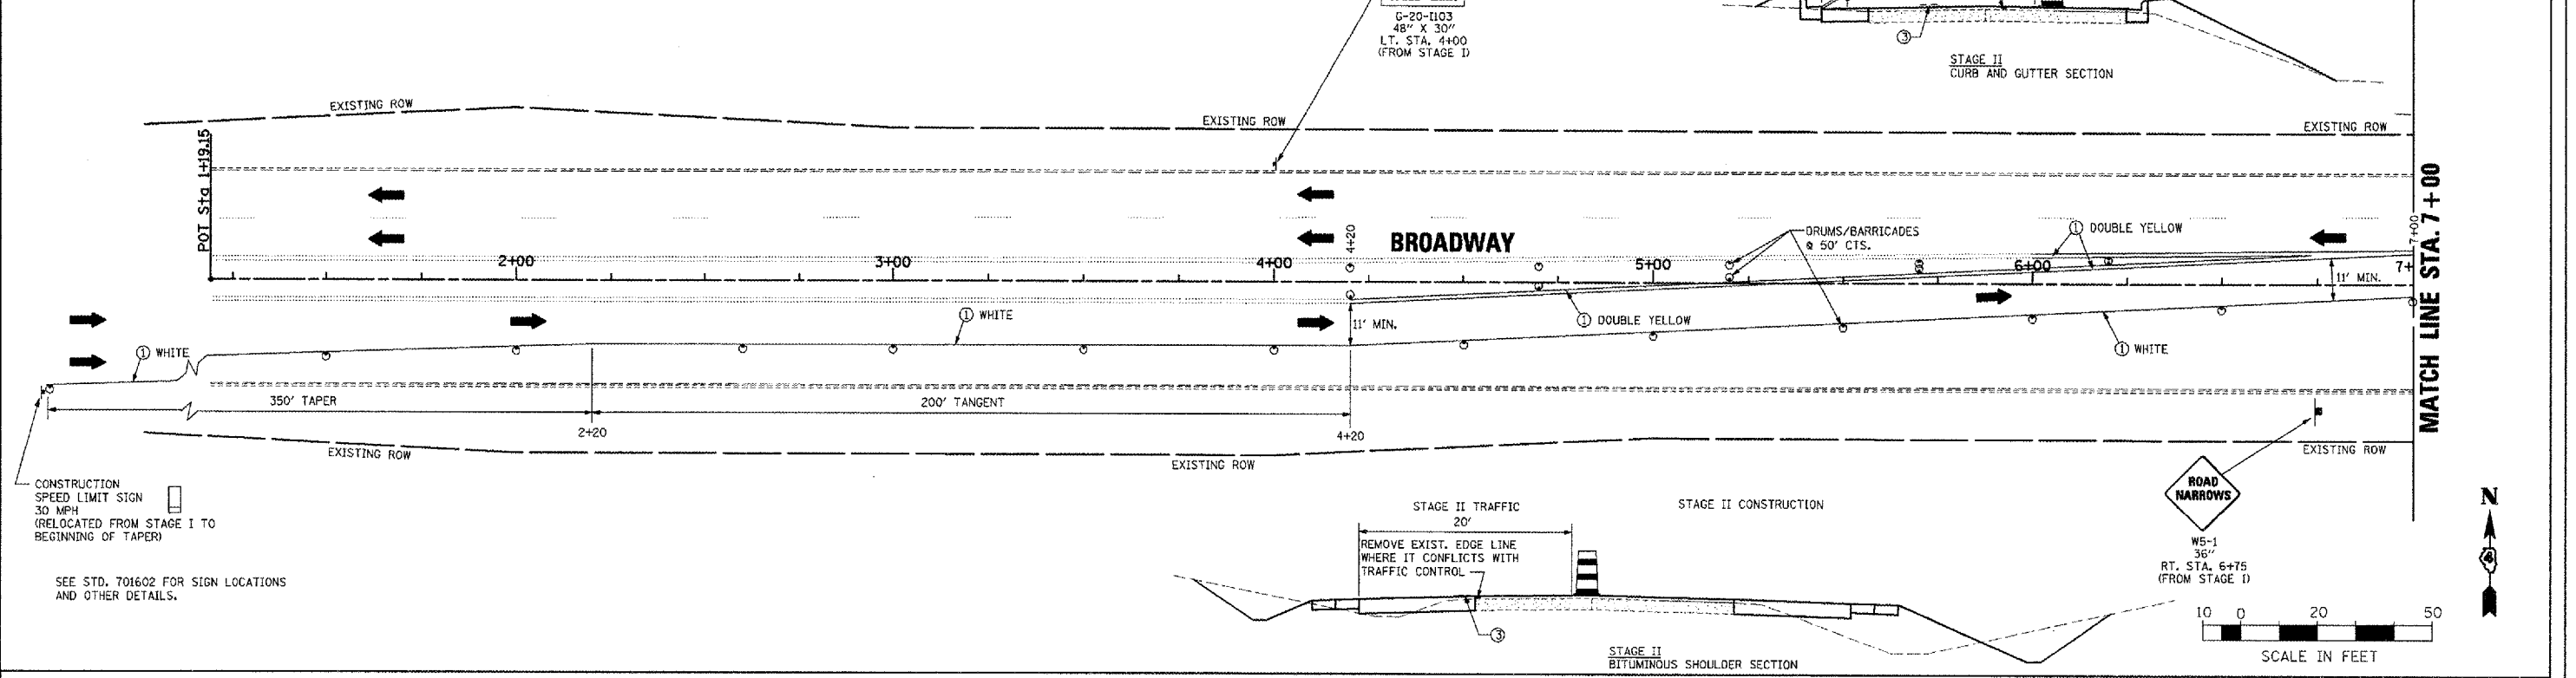 G-20-I103
48" X 30"
LT. STA. 4+00
(FROM STAGE I)
3
STAGE II
CURB AND GUTTER SECTION
EXISTING ROW
EXISTING ROW
EXISTING ROW
POT Sta 1+19.15
MATCH LINE STA. 7+00
7+00
4+20
BROADWAY
DRUMS/BARRICADES
@ 50' CTS.
1 DOUBLE YELLOW
2+00
3+00
4+00
5+00
6+00
7+
11' MIN.
1 WHITE
11' MIN.
1 DOUBLE YELLOW
1 WHITE
1 WHITE
350' TAPER
200' TANGENT
2+20
4+20
EXISTING ROW
EXISTING ROW
EXISTING ROW
CONSTRUCTION
SPEED LIMIT SIGN
30 MPH
(RELOCATED FROM STAGE I TO
BEGINNING OF TAPER)
SEE STD. 701602 FOR SIGN LOCATIONS
AND OTHER DETAILS.
STAGE II TRAFFIC
20'
STAGE II CONSTRUCTION
REMOVE EXIST. EDGE LINE
WHERE IT CONFLICTS WITH
TRAFFIC CONTROL
3
STAGE II
BITUMINOUS SHOULDER SECTION
ROAD
NARROWS
W5-1
36"
RT. STA. 6+75
(FROM STAGE I)
N
10 0 20 50
SCALE IN FEET